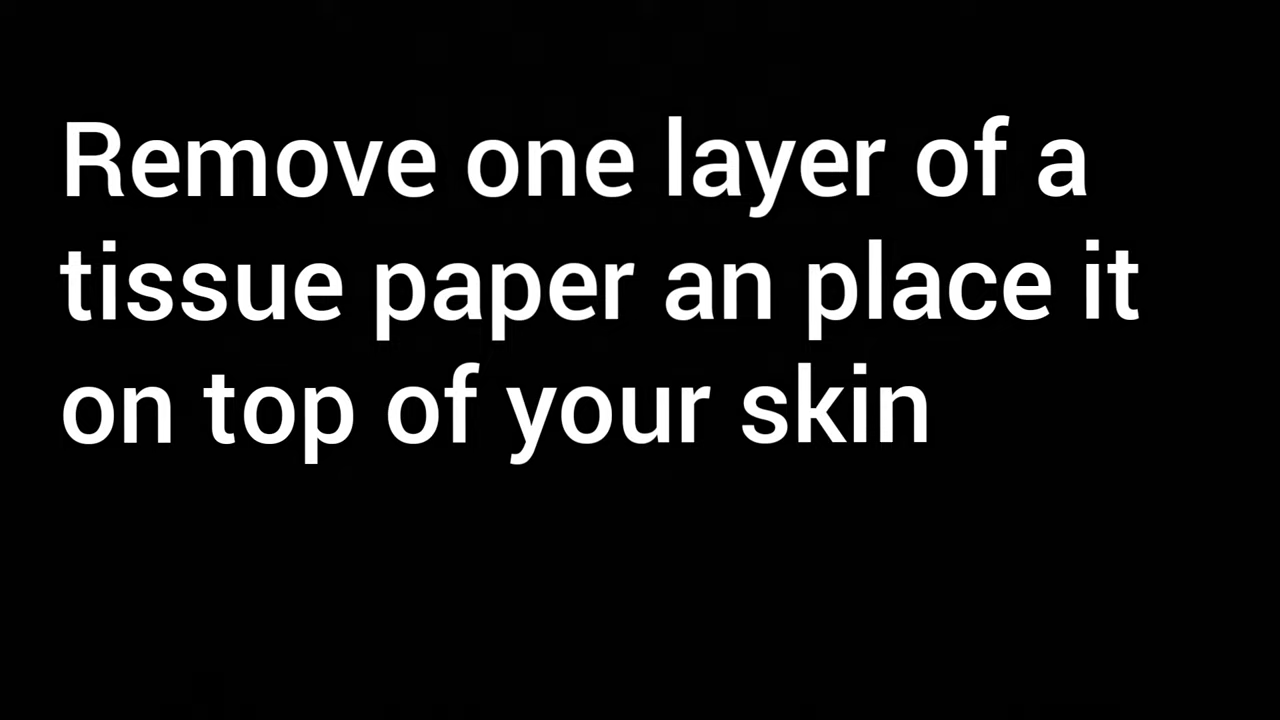 Remove one layer of a
tissue paper an place it
on top of your skin